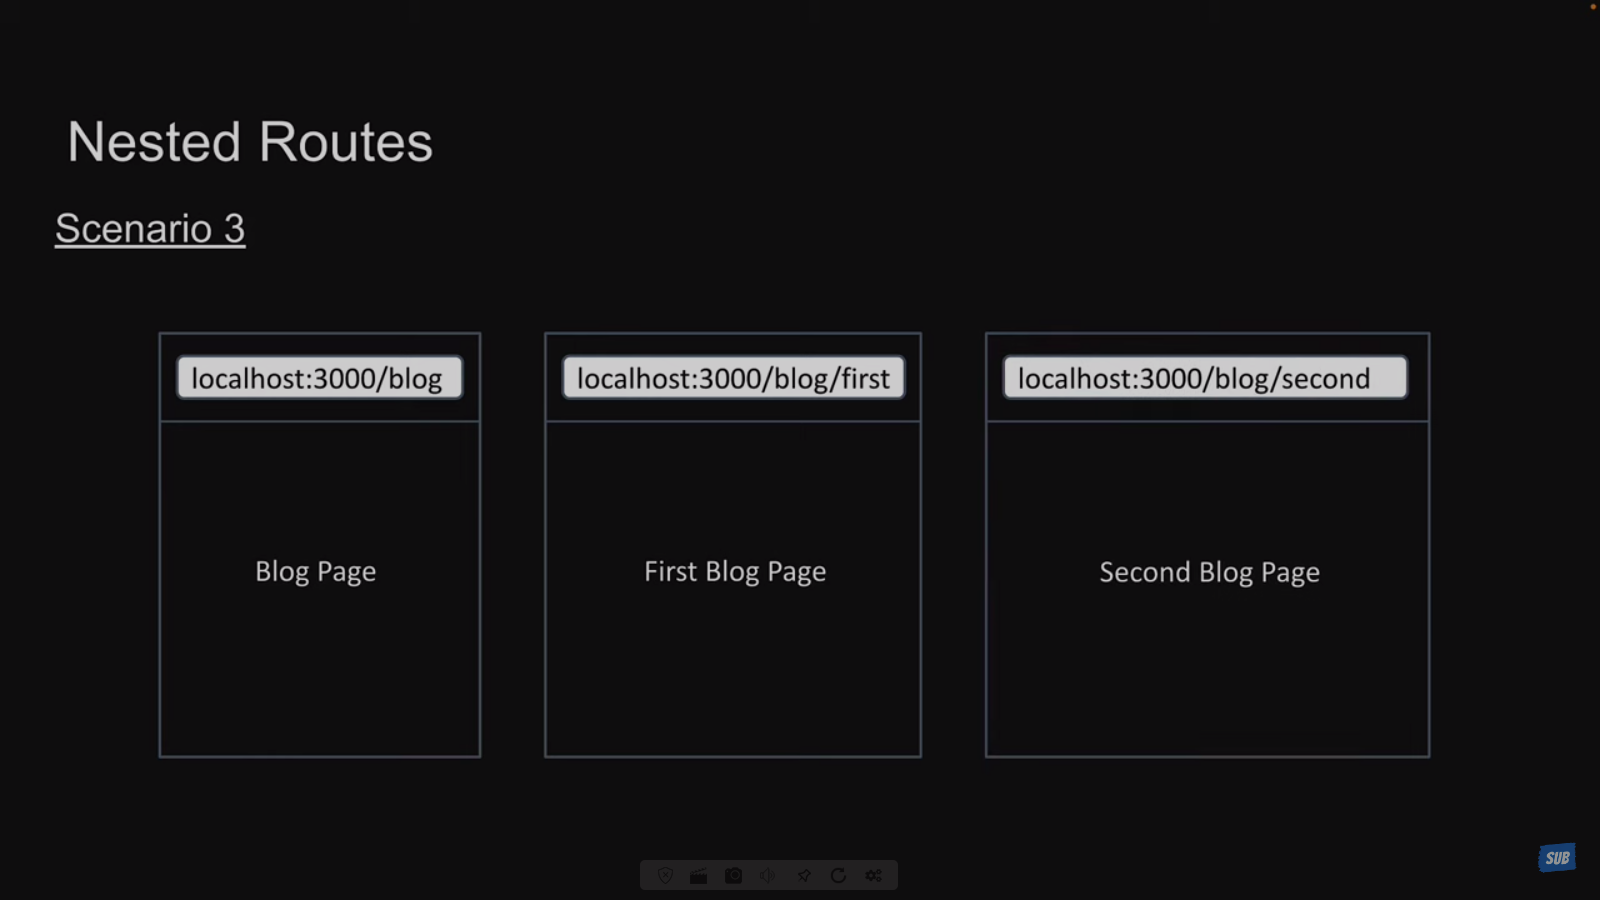 Nested Routes
Scenario 3
localhost:3000/blog
localhost:3000/blog/first
localhost:3000/blog/second
Blog Page
First Blog Page
Second Blog Page
SUB